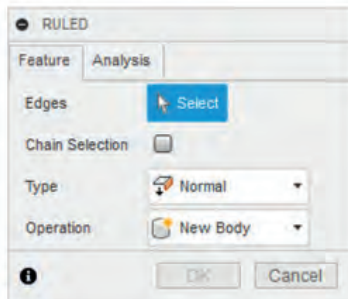 RULED
Feature Analysis
Edges Select
Chain Selection
Type Normal
Operation New Body
OK Cancel